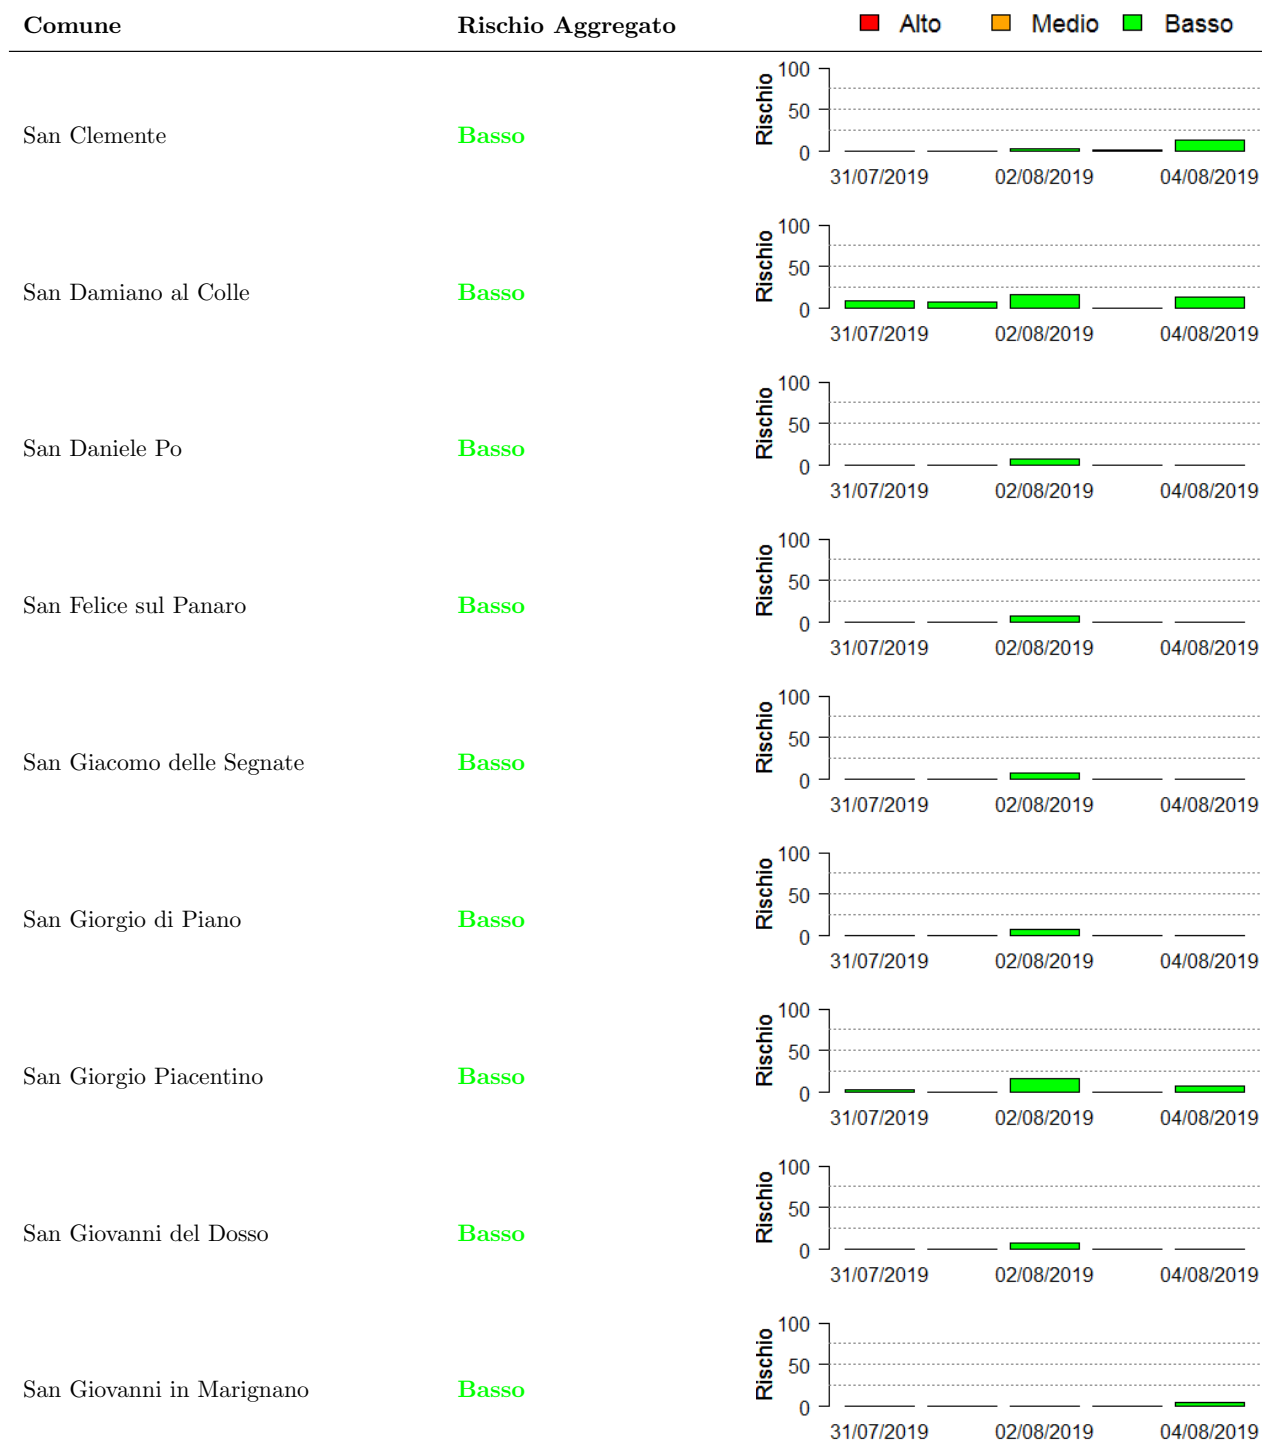 Comune Rischio Aggregato Alto Medio Basso
San Clemente Basso
Rischio
100
50
0
31/07/2019 02/08/2019 04/08/2019
San Damiano al Colle Basso
Rischio
100
50
0
31/07/2019 02/08/2019 04/08/2019
San Daniele Po Basso
Rischio
100
50
0
31/07/2019 02/08/2019 04/08/2019
San Felice sul Panaro Basso
Rischio
100
50
0
31/07/2019 02/08/2019 04/08/2019
San Giacomo delle Segnate Basso
Rischio
100
50
0
31/07/2019 02/08/2019 04/08/2019
San Giorgio di Piano Basso
Rischio
100
50
0
31/07/2019 02/08/2019 04/08/2019
San Giorgio Piacentino Basso
Rischio
100
50
0
31/07/2019 02/08/2019 04/08/2019
San Giovanni del Dosso Basso
Rischio
100
50
0
31/07/2019 02/08/2019 04/08/2019
San Giovanni in Marignano Basso
Rischio
100
50
0
31/07/2019 02/08/2019 04/08/2019